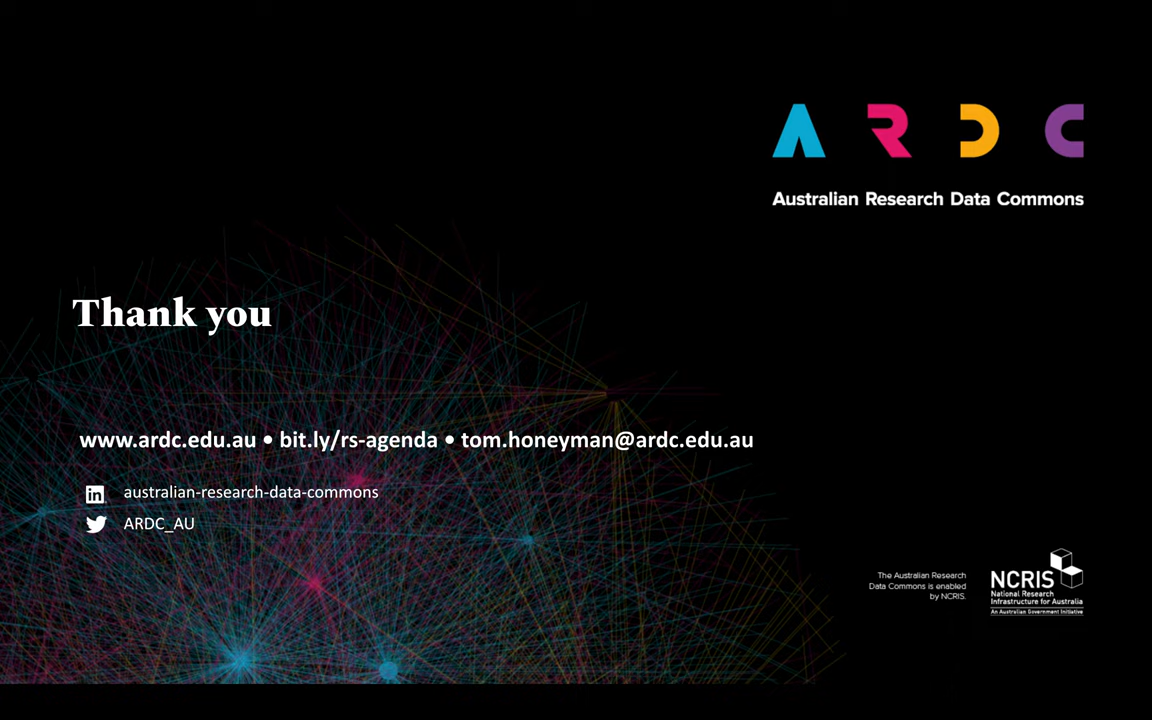 ARDC
Australian Research Data Commons
Thank you
www.ardc.edu.au • bit.ly/rs-agenda • tom.honeyman@ardc.edu.au
in australian-research-data-commons
ARDC_AU
The Australian Research
Data Commons is enabled
by NCRIS.
NCRIS
National Research
Infrastructure for Australia
An Australian Government Initiative